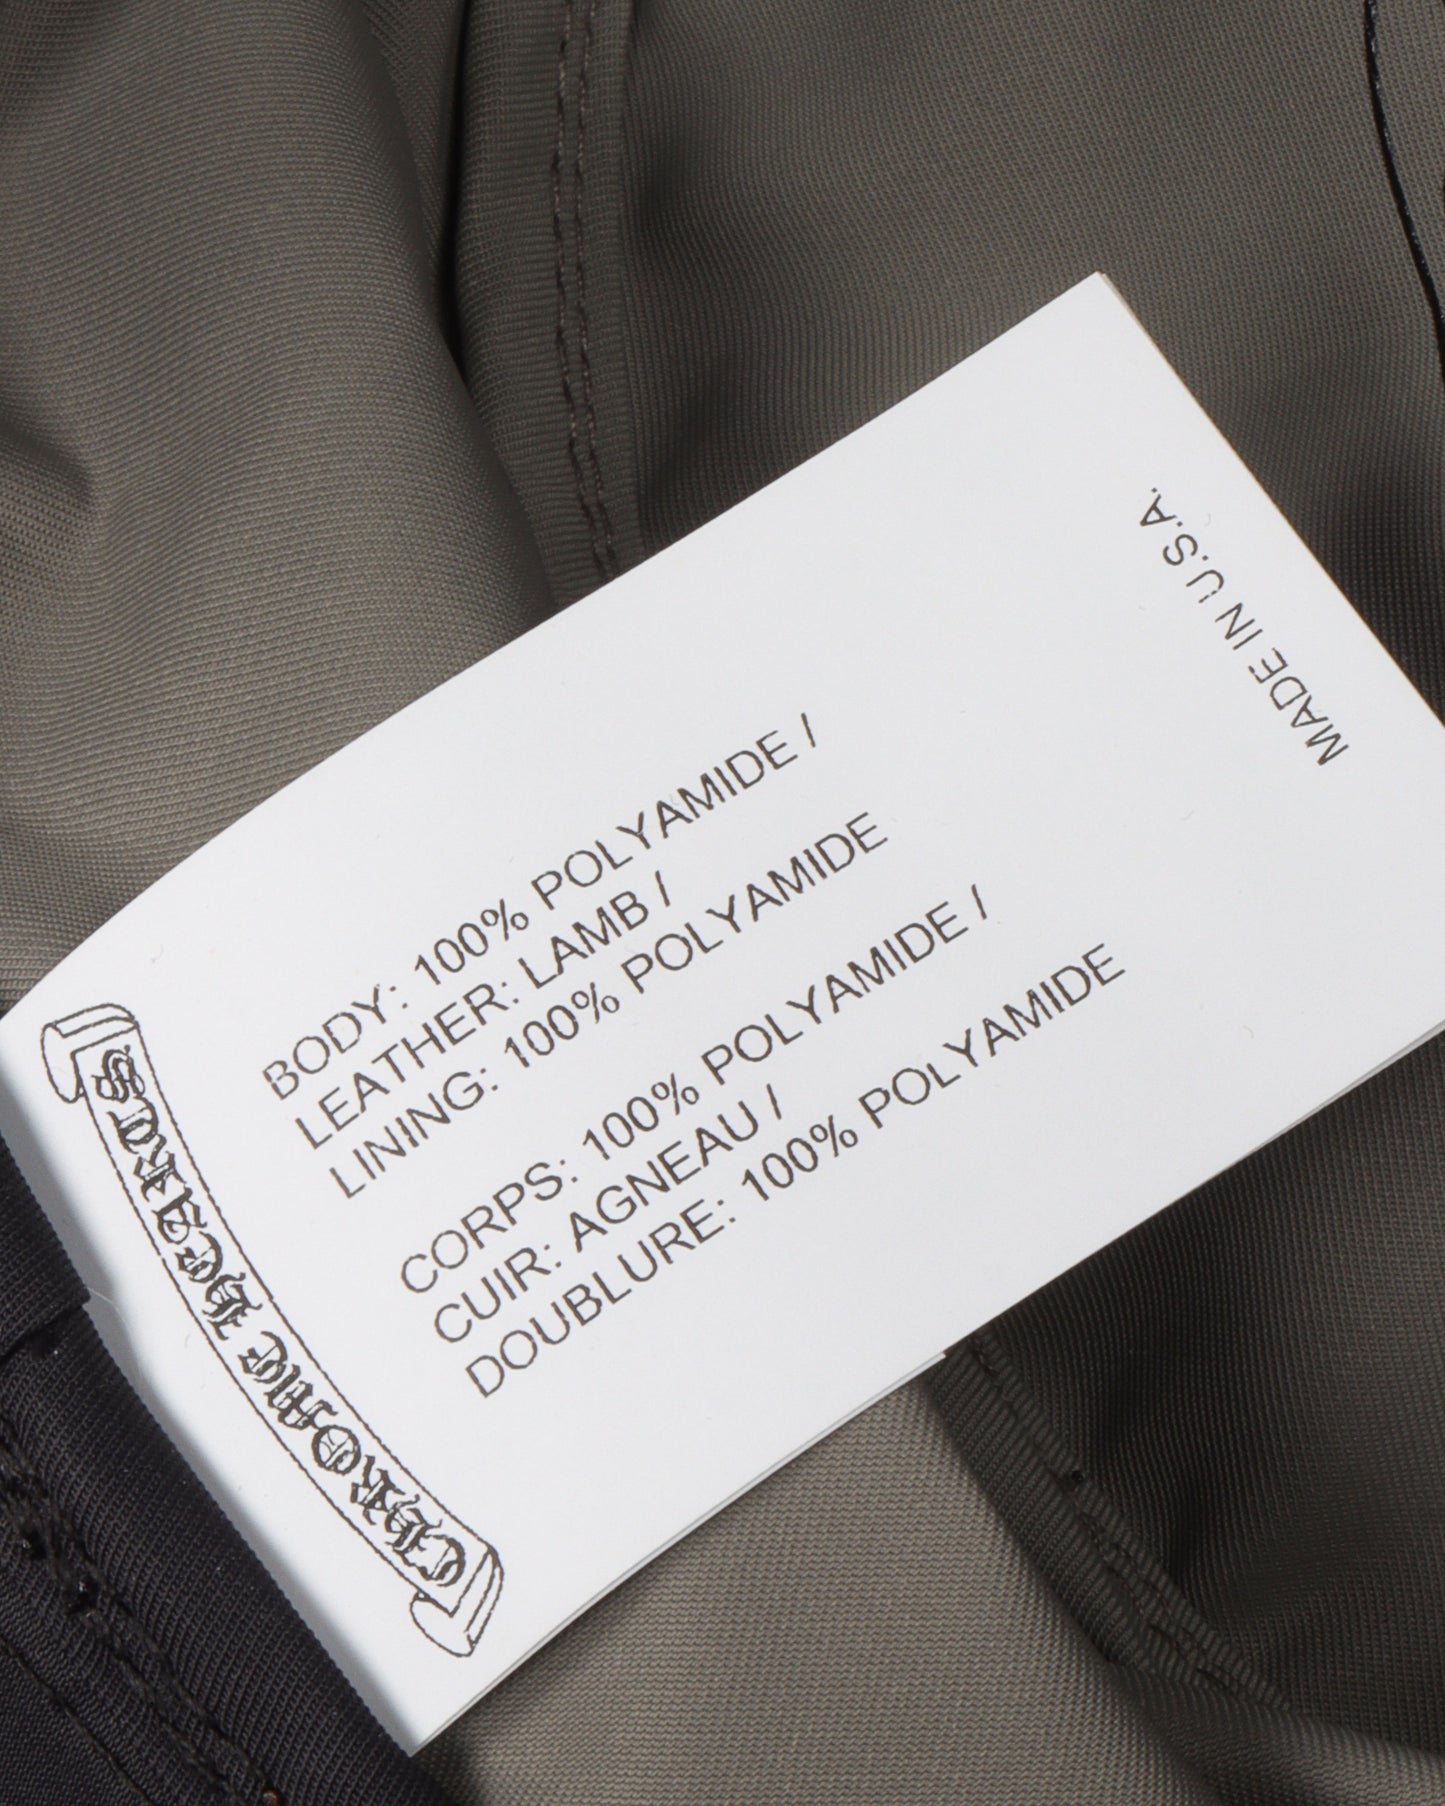 CHROME HEARTS
BODY: 100% POLYAMIDE /
LEATHER: LAMB /
LINING: 100% POLYAMIDE
CORPS: 100% POLYAMIDE /
CUIR: AGNEAU /
DOUBLURE: 100% POLYAMIDE
MADE IN U.S.A.